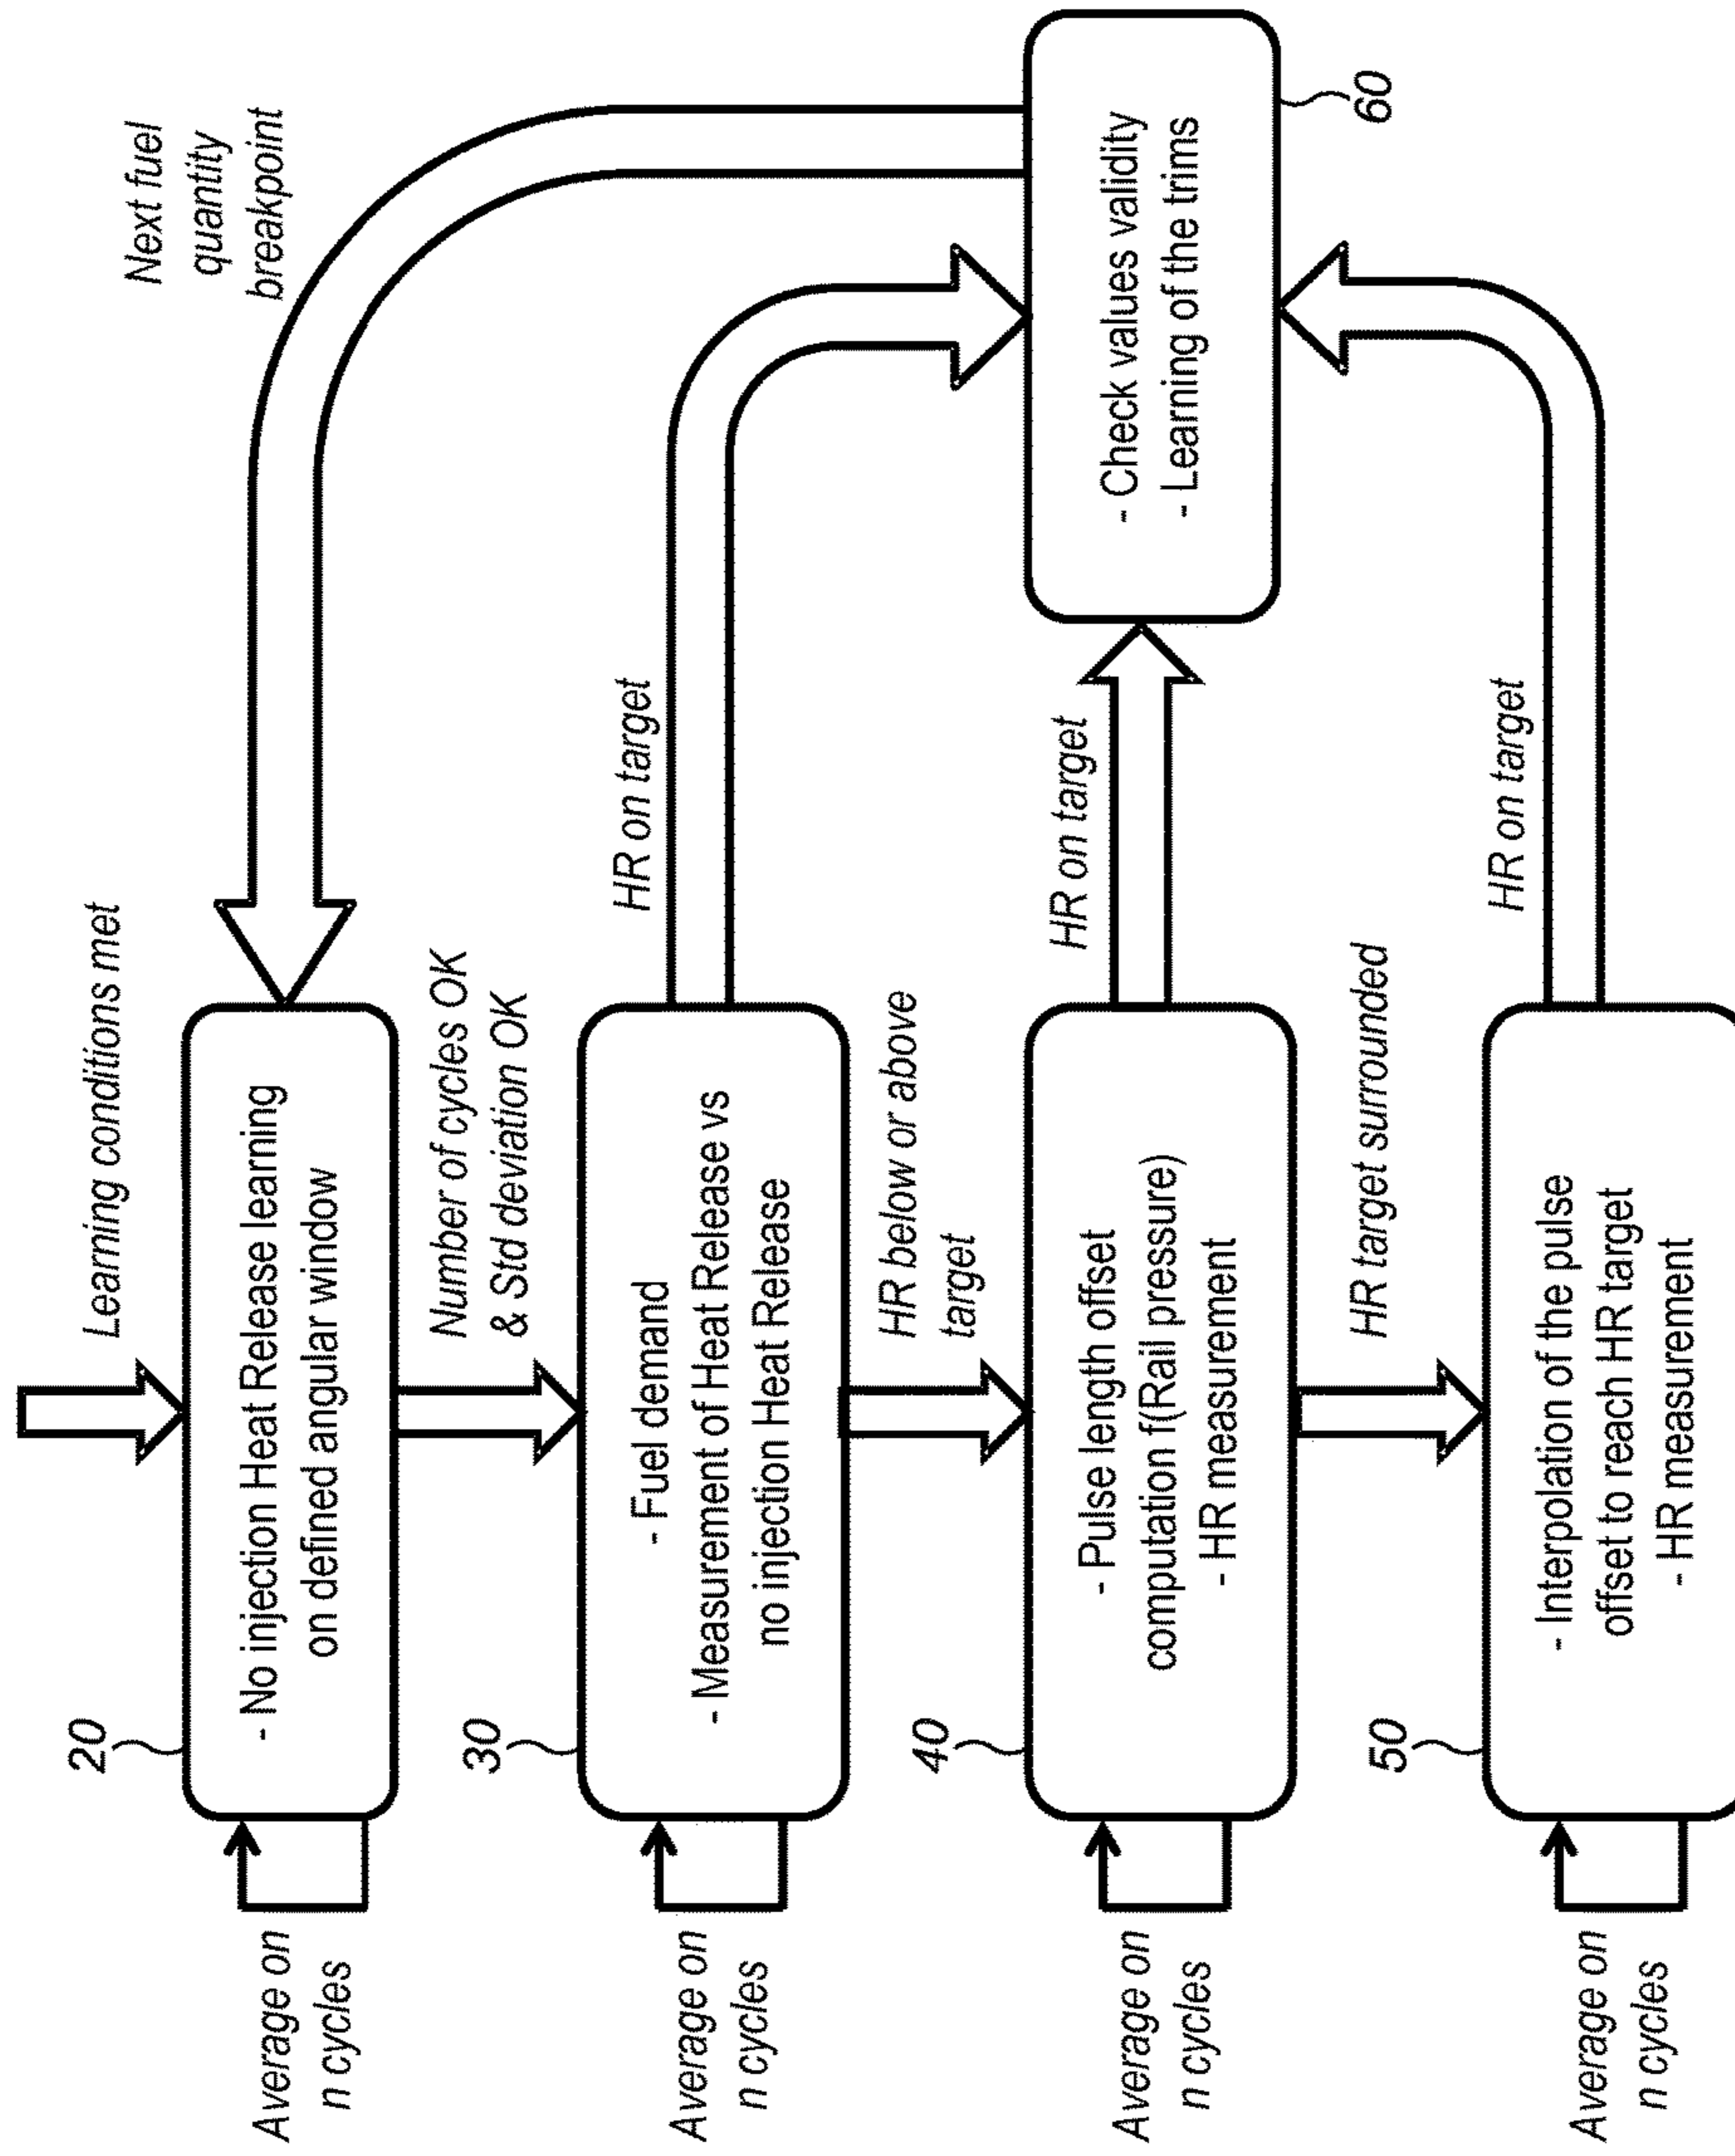 Learning conditions met
20
- No injection Heat Release learning
on defined angular window
Average on
n cycles
Next fuel
quantity
breakpoint
Number of cycles OK
& Std deviation OK
30
- Fuel demand
- Measurement of Heat Release vs
no injection Heat Release
Average on
n cycles
HR on target
HR below or above
target
40
- Pulse length offset
computation f(Rail pressure)
- HR measurement
Average on
n cycles
HR on target
- Check values validity
- Learning of the trims
60
HR target surrounded
50
- Interpolation of the pulse
offset to reach HR target
- HR measurement
Average on
n cycles
HR on target